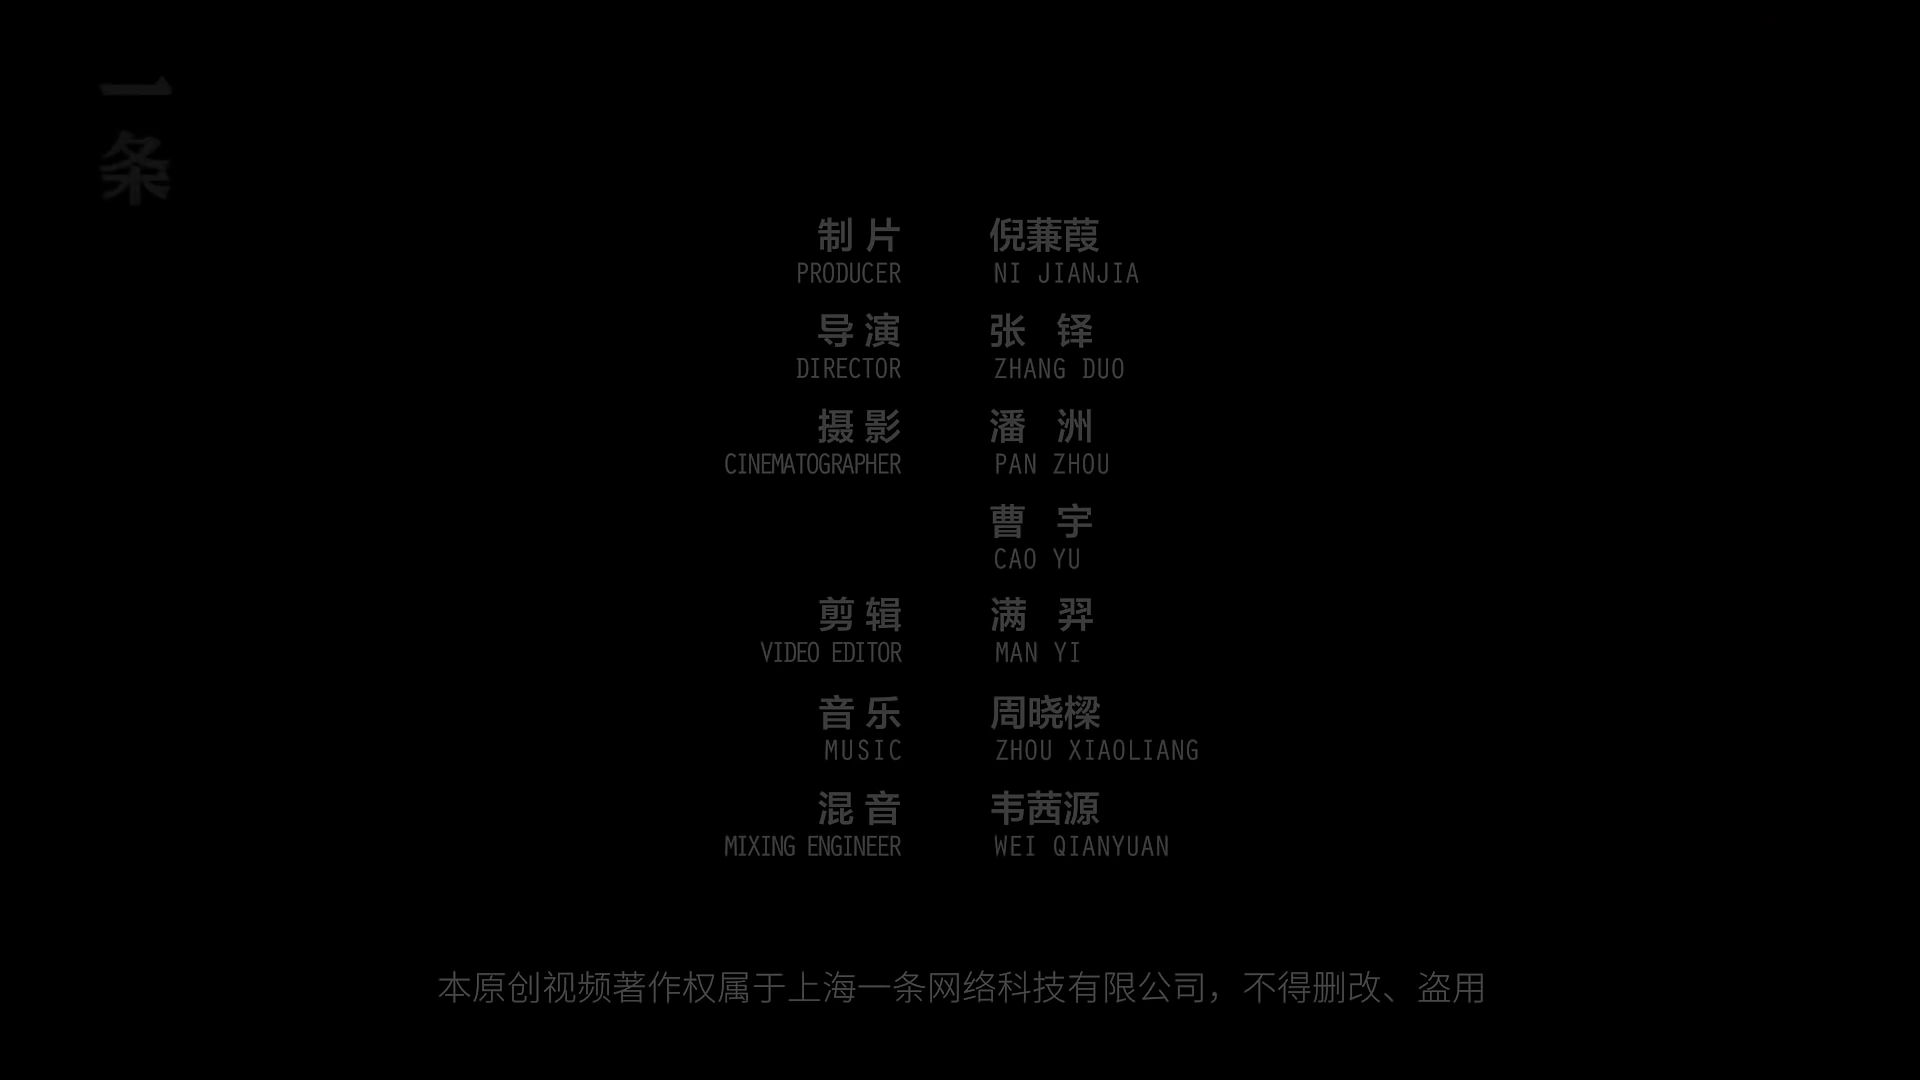 一
条
制片 倪蒹葭
PRODUCER NI JIANJIA
导演 张 铎
DIRECTOR ZHANG DUO
摄影 潘 洲
CINEMATOGRAPHER PAN ZHOU
曹 宇
CAO YU
剪辑 满 羿
VIDEO EDITOR MAN YI
音乐 周晓樑
MUSIC ZHOU XIAOLIANG
混音 韦茜源
MIXING ENGINEER WEI QIANYUAN
本原创视频著作权属于上海一条网络科技有限公司，不得删改、盗用